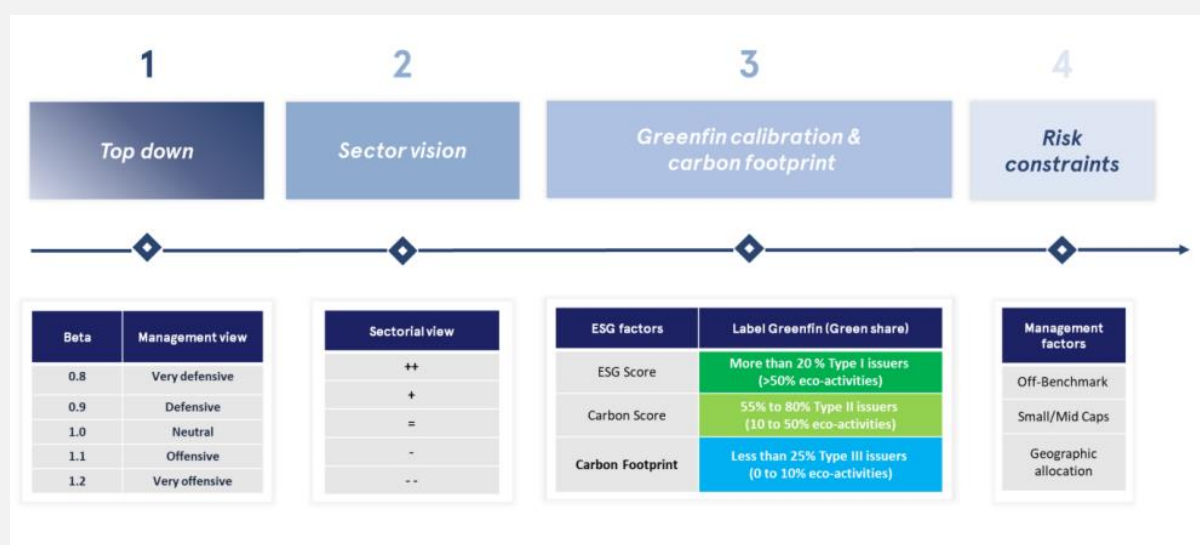 1
2
3
4
Top down
Sector vision
Greenfin calibration &
carbon footprint
Risk
constraints
Beta
Management view
0.8
Very defensive
0.9
Defensive
1.0
Neutral
1.1
Offensive
1.2
Very offensive
Sectorial view
++
+
=
-
--
ESG factors
Label Greenfin (Green share)
ESG Score
More than 20 % Type I issuers
(>50% eco-activities)
Carbon Score
55% to 80% Type II issuers
(10 to 50% eco-activities)
Carbon Footprint
Less than 25% Type III issuers
(0 to 10% eco-activities)
Management
factors
Off-Benchmark
Small/Mid Caps
Geographic
allocation